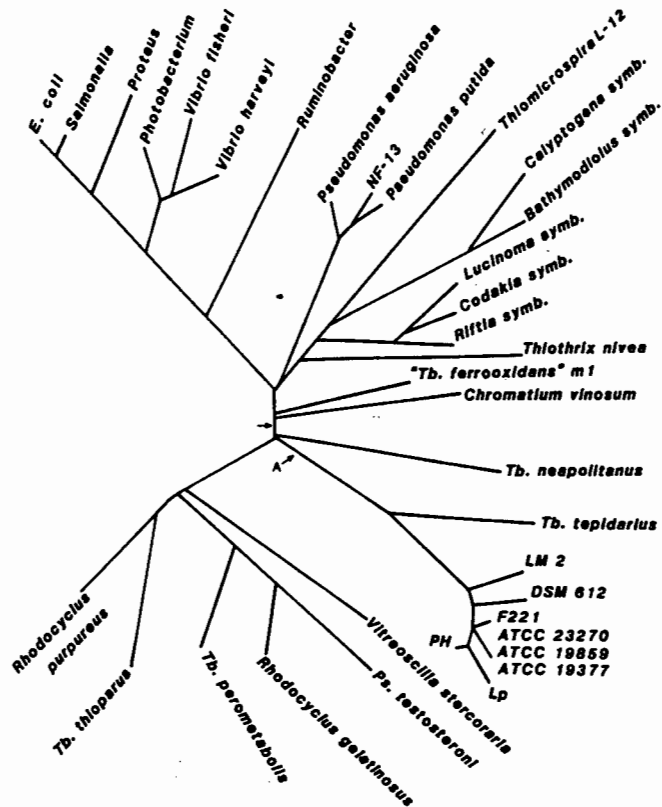 E. coli
Salmonalla
Proteus
Photobacterium
Vibrio fisheri
Vibrio harveyi
Ruminobacter
Pseudomonas aeruginosa
NF-13
Pseudomonas putida
Thiomicrospira L-12
Calyptogena symb.
Bathymodiolus symb.
Lucinoma symb.
Codakia symb.
Riftia symb.
Thiothrix nivea
"Tb. ferrooxidans" m1
Chromatium vinosum
A
Tb. neapolitanus
Tb. tepidarius
LM 2
DSM 612
F221
ATCC 23270
ATCC 19859
ATCC 19377
PH
Lp
Vitreoscilla stercoraria
Ps. testosteroni
Rhodocyclus gelatinosus
Tb. perometabolis
Tb. thioparus
Rhodocyclus
purpureus